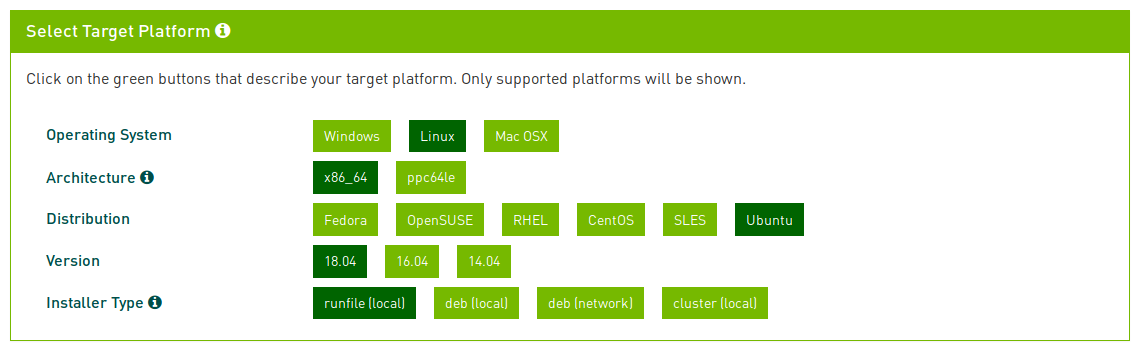 Select Target Platform
Click on the green buttons that describe your target platform. Only supported platforms will be shown.
Operating System Windows Linux Mac OSX
Architecture x86_64 ppc64le
Distribution Fedora OpenSUSE RHEL CentOS SLES Ubuntu
Version 18.04 16.04 14.04
Installer Type runfile (local) deb (local) deb (network) cluster (local)